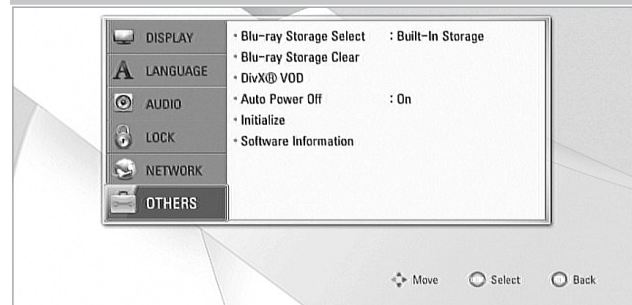 DISPLAY
LANGUAGE
AUDIO
LOCK
NETWORK
OTHERS
• Blu-ray Storage Select : Built-In Storage
• Blu-ray Storage Clear
• DivX® VOD
• Auto Power Off : On
• Initialize
• Software Information
Move Select Back